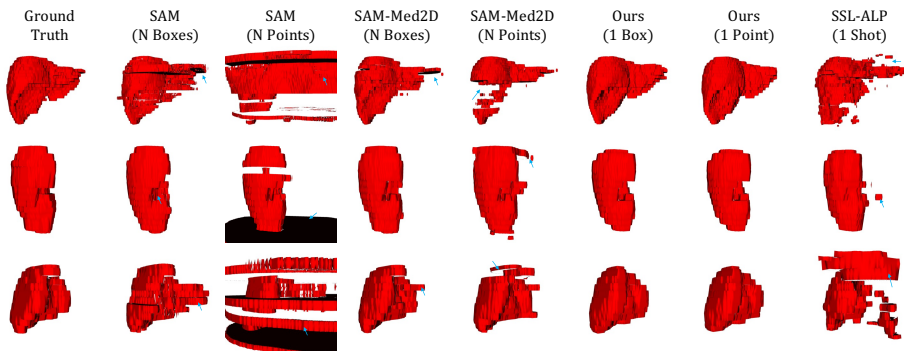 Ground
Truth
SAM
(N Boxes)
SAM
(N Points)
SAM-Med2D
(N Boxes)
SAM-Med2D
(N Points)
Ours
(1 Box)
Ours
(1 Point)
SSL-ALP
(1 Shot)